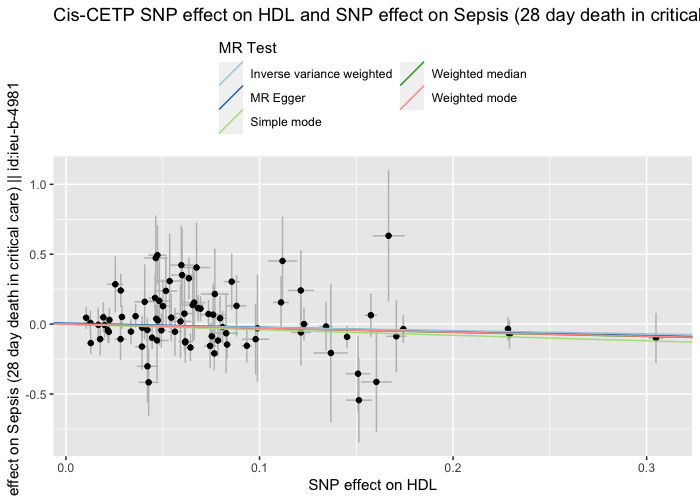 Cis-CETP SNP effect on HDL and SNP effect on Sepsis (28 day death in critical
MR Test
Inverse variance weighted
Weighted median
MR Egger
Weighted mode
Simple mode
effect on Sepsis (28 day death in critical care) || id:ieu-b-4981
1.0
0.5
0.0
-0.5
0.0
0.1
0.2
0.3
SNP effect on HDL